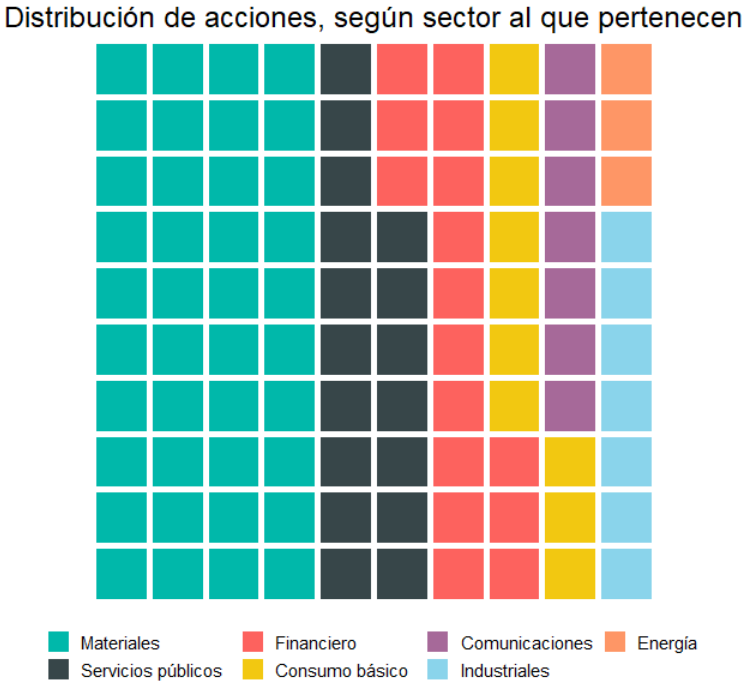 Distribución de acciones, según sector al que pertenecen
Materiales Financiero Comunicaciones Energía
Servicios públicos Consumo básico Industriales